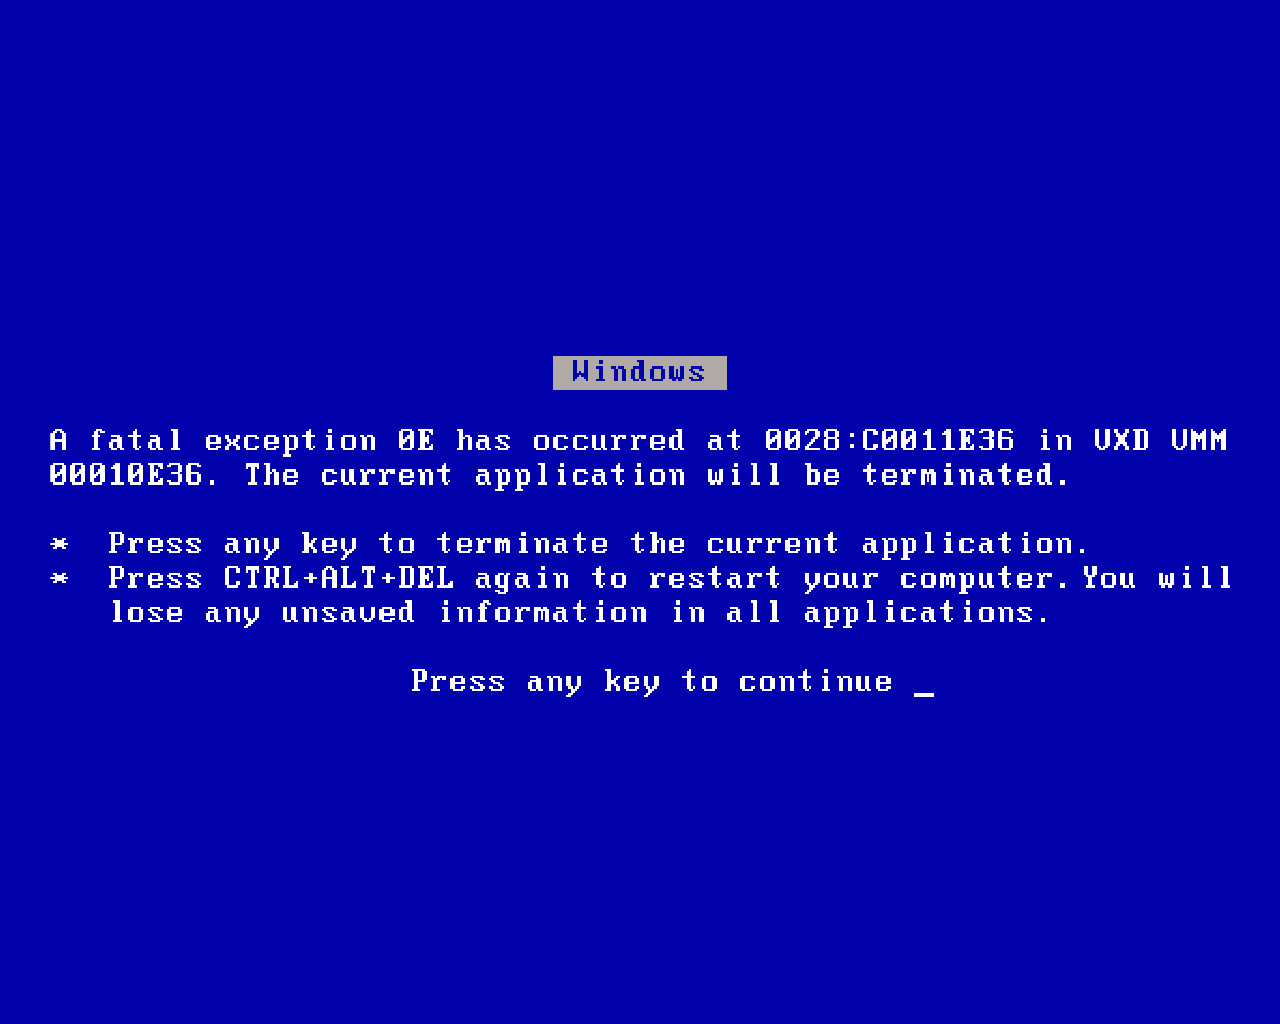 Windows
A fatal exception 0E has occurred at 0028:C0011E36 in VXD VMM
00010E36. The current application will be terminated.
* Press any key to terminate the current application.
* Press CTRL+ALT+DEL again to restart your computer. You will
lose any unsaved information in all applications.
Press any key to continue _